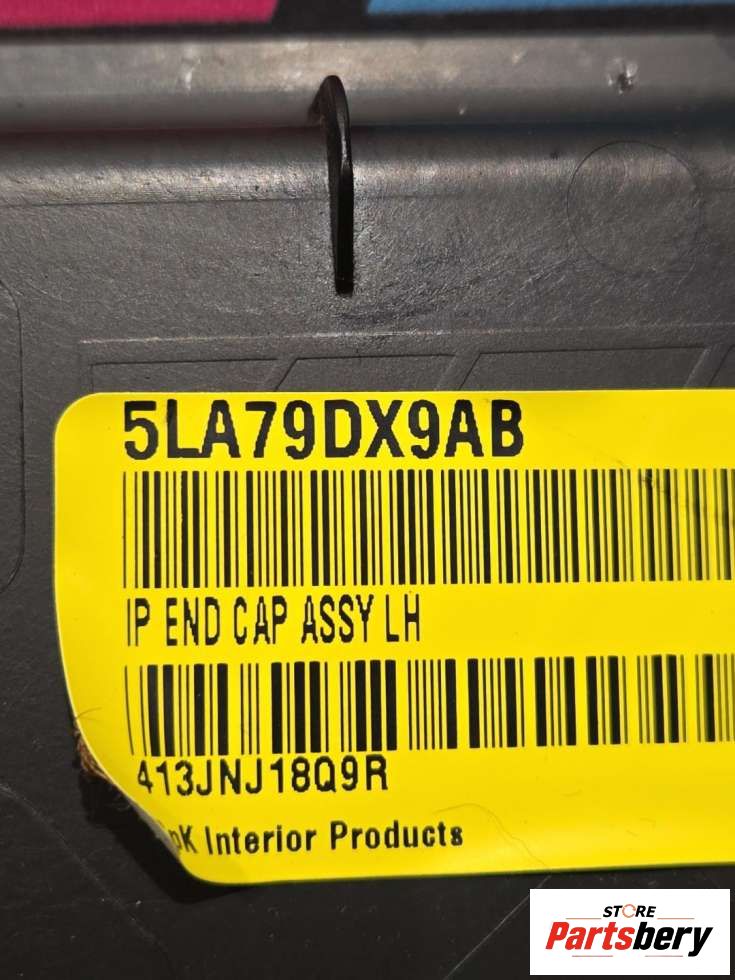 5LA79DX9AB
IP END CAP ASSY LH
413JNJ18Q9R
Interior Products
STORE
Partsbery